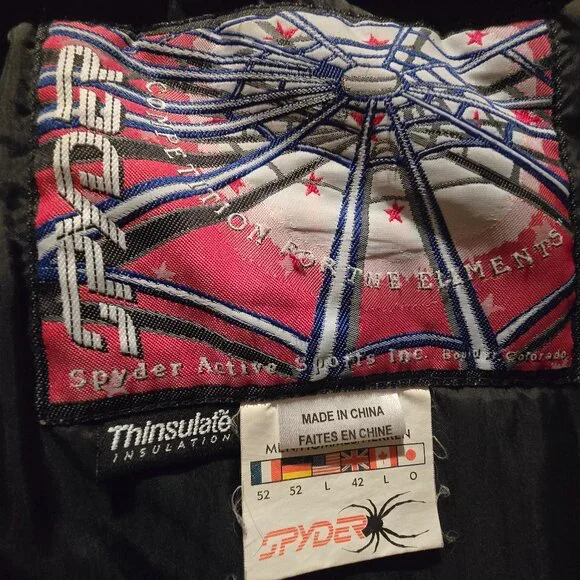 SPYDER
COMPETITION FOR THE ELEMENTS
Spyder Active Sports Inc. Boulder, Colorado
Thinsulate
INSULATION
MADE IN CHINA
FAITES EN CHINE
52 52 L 42 L O
SPYDER